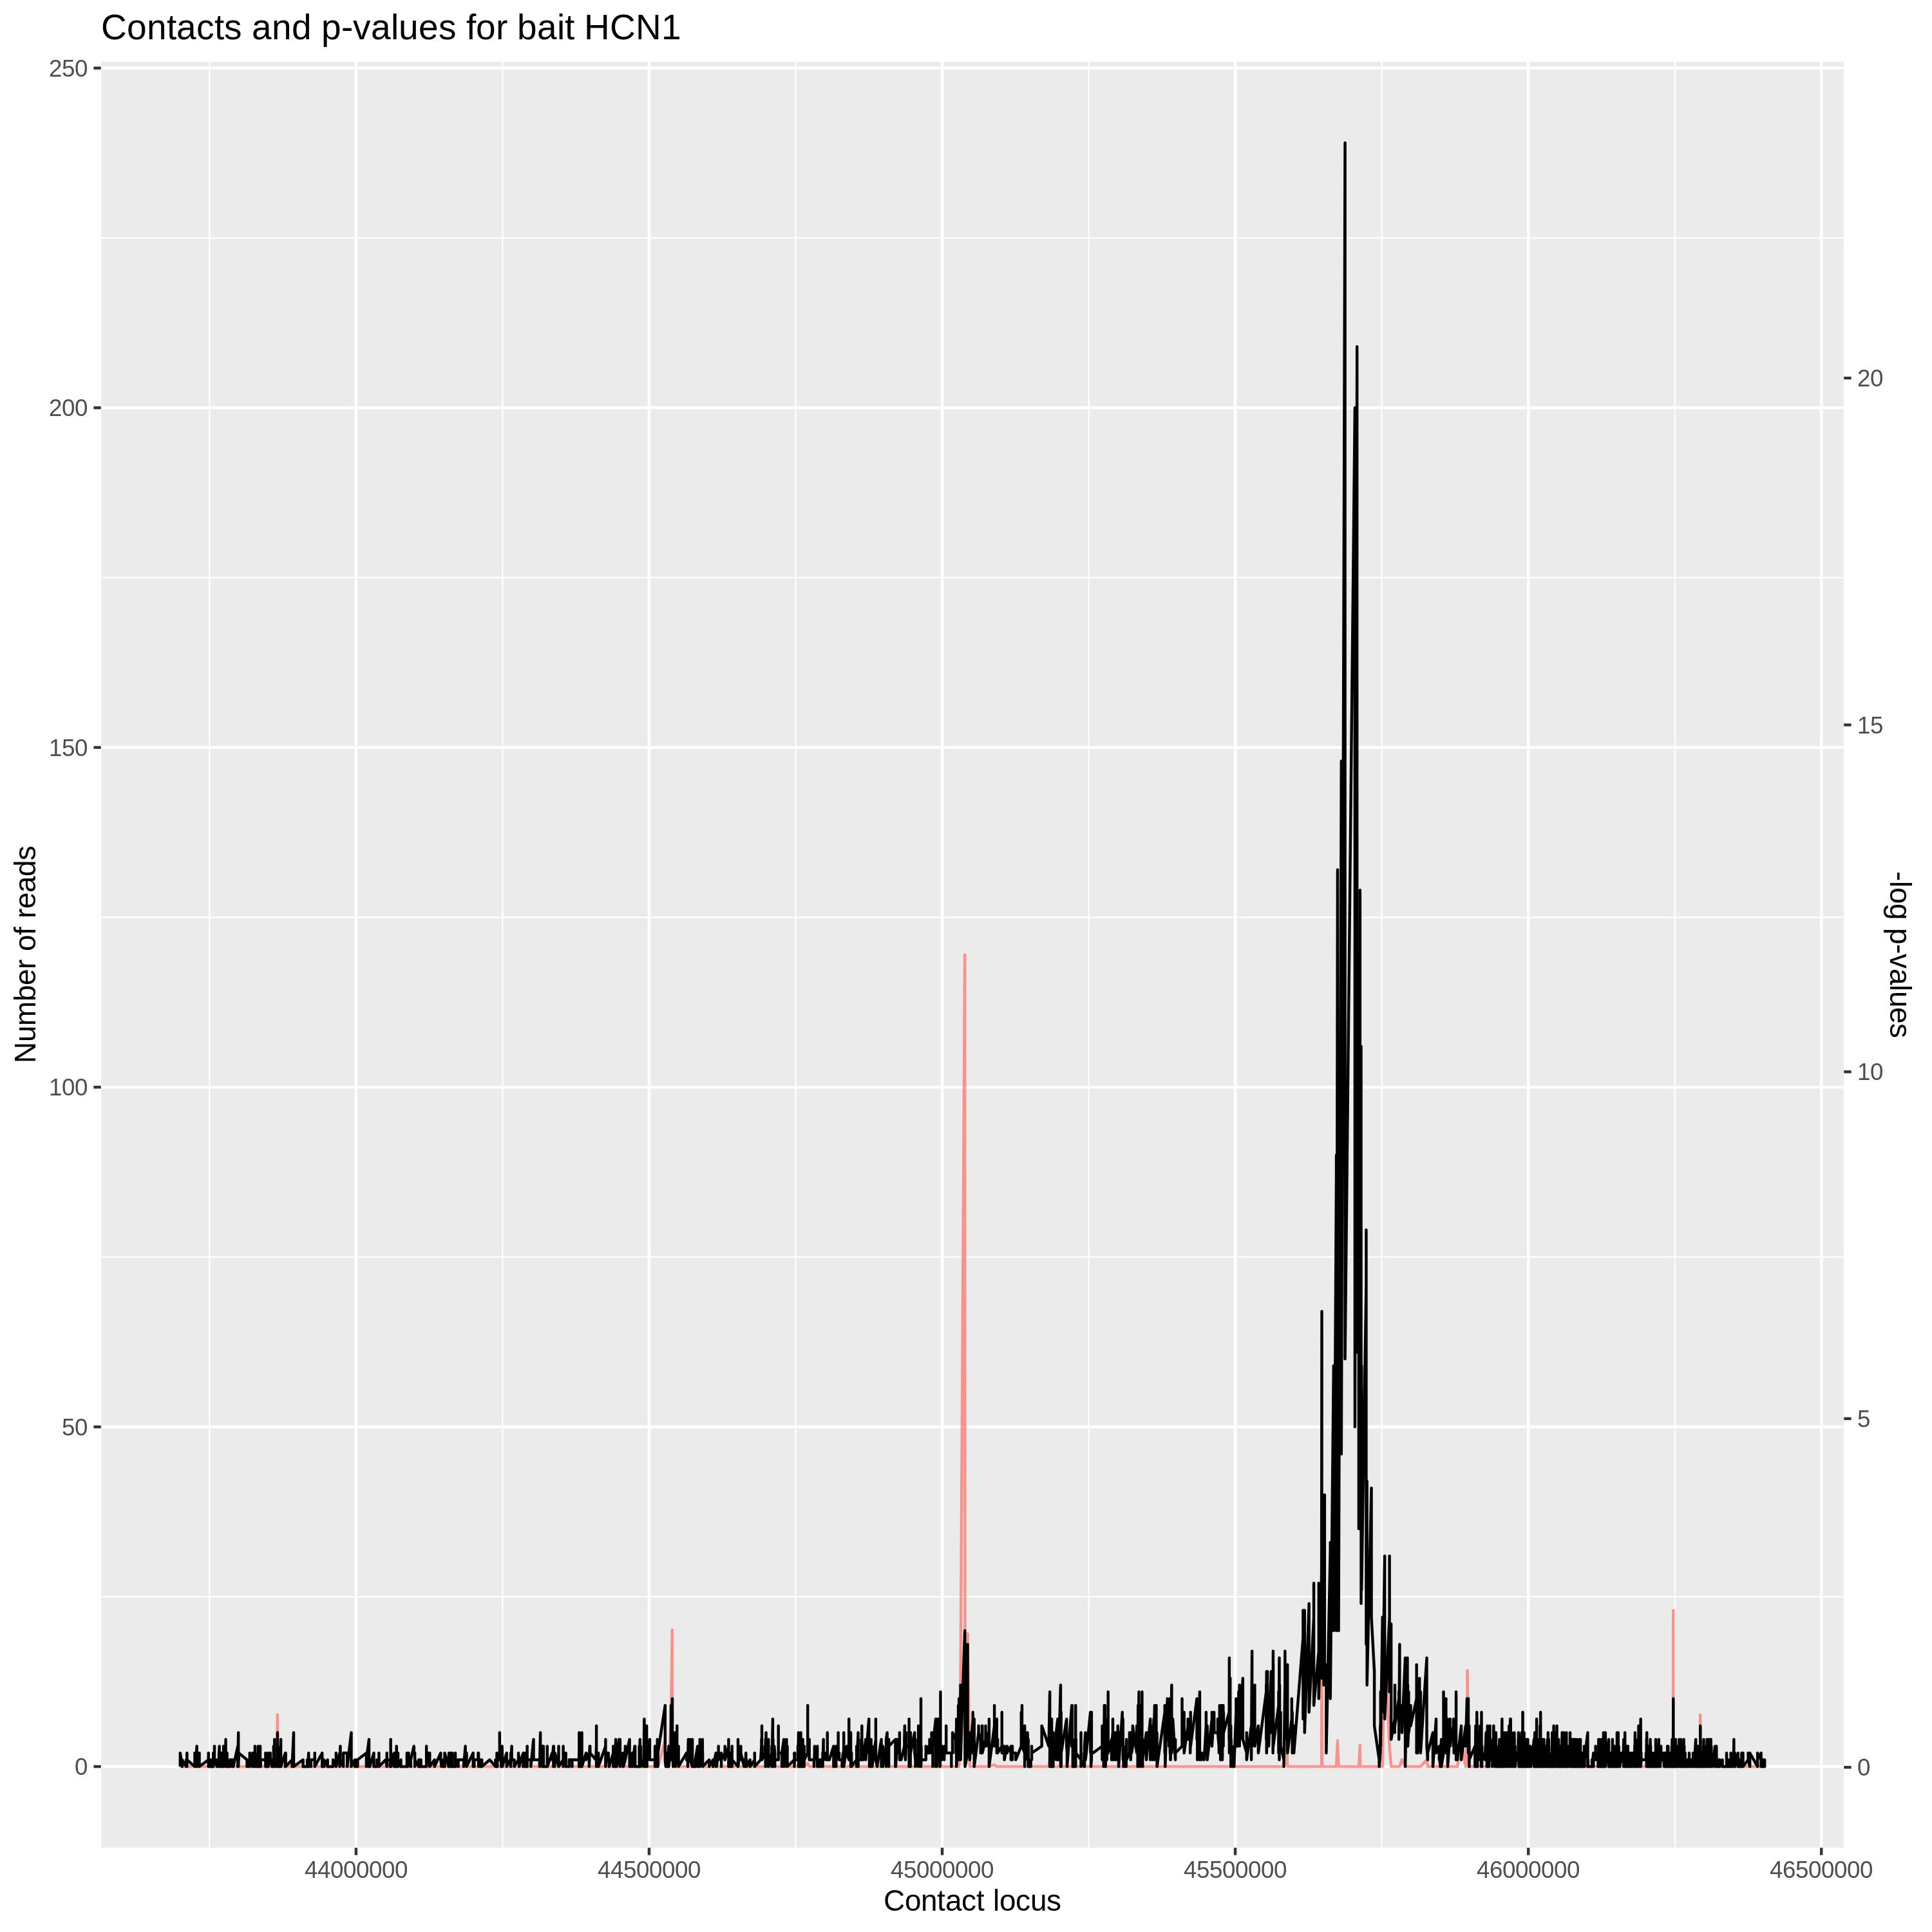 Contacts and p-values for bait HCN1
250
200
150
100
50
0
Number of reads
20
15
10
5
0
-log p-values
44000000 44500000 45000000 45500000 46000000 46500000
Contact locus